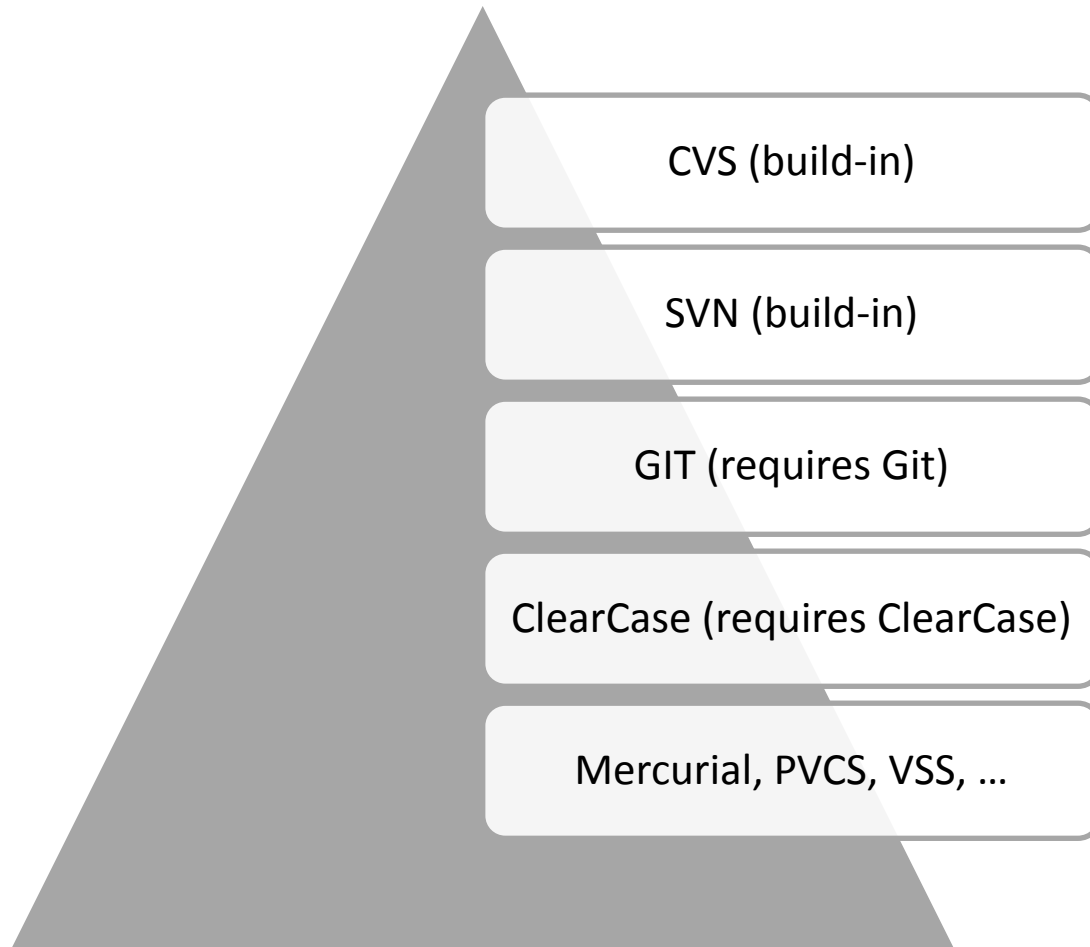 CVS (build-in)
SVN (build-in)
GIT (requires Git)
ClearCase (requires ClearCase)
Mercurial, PVCS, VSS, …